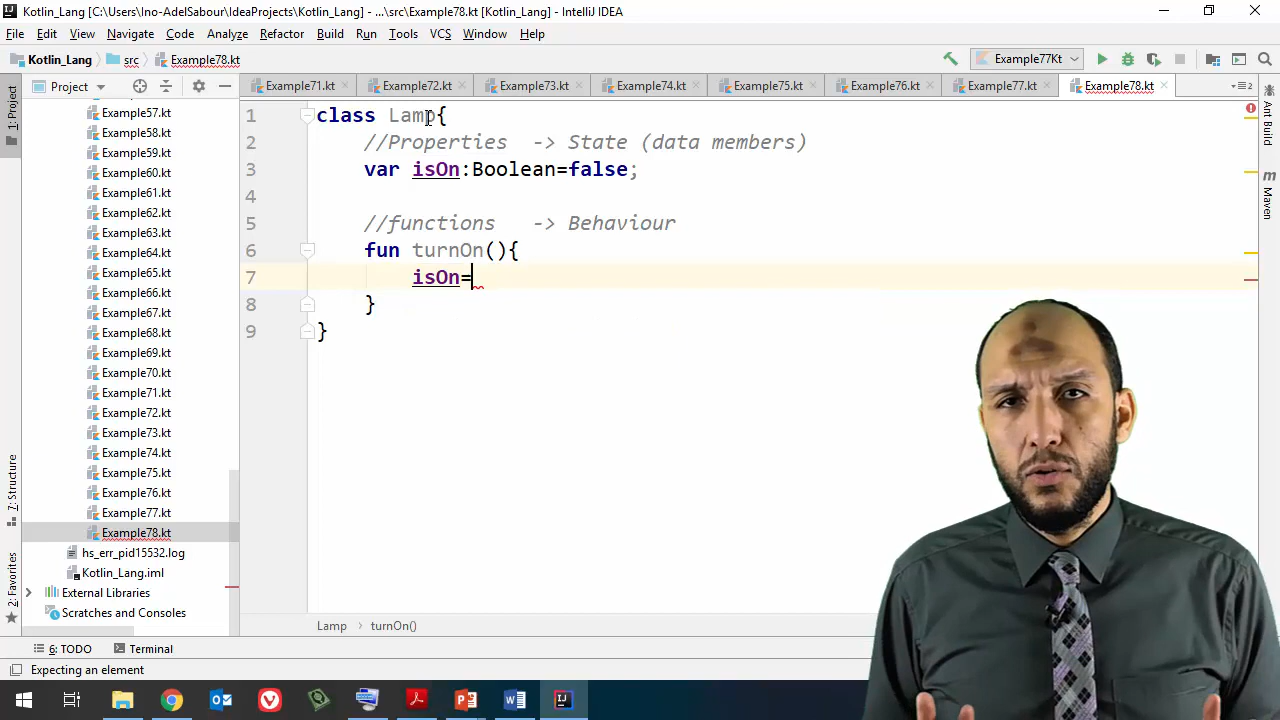 Kotlin_Lang [C:\Users\Ino-AdelSabour\IdeaProjects\Kotlin_Lang] - ...\src\Example78.kt [Kotlin_Lang] - IntelliJ IDEA
File Edit View Navigate Code Analyze Refactor Build Run Tools VCS Window Help
Kotlin_Lang src Example78.kt Example77Kt
Project Example71.kt Example72.kt Example73.kt Example74.kt Example75.kt Example76.kt Example77.kt Example78.kt
1: Project
7: Structure
2: Favorites
Example57.kt
Example58.kt
Example59.kt
Example60.kt
Example61.kt
Example62.kt
Example63.kt
Example64.kt
Example65.kt
Example66.kt
Example67.kt
Example68.kt
Example69.kt
Example70.kt
Example71.kt
Example72.kt
Example73.kt
Example74.kt
Example75.kt
Example76.kt
Example77.kt
Example78.kt
hs_err_pid15532.log
Kotlin_Lang.iml
External Libraries
Scratches and Consoles
1 class Lamp{
2 //Properties -> State (data members)
3 var isOn:Boolean=false;
4
5 //functions -> Behaviour
6 fun turnOn(){
7 isOn=
8 }
9 }
Ant Build
Maven
Lamp turnOn()
6: TODO Terminal
Expecting an element